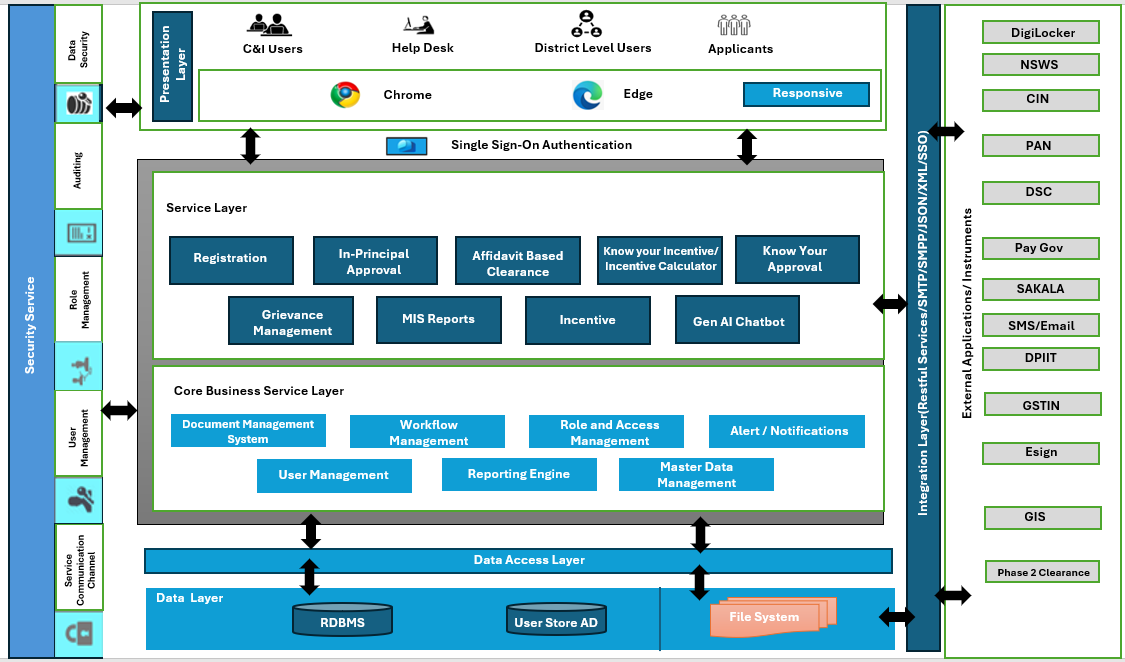 Security Service
Data
Security
Auditing
Role
Management
User
Management
Service
Communication
Channel
Presentation
Layer
C&I Users
Help Desk
District Level Users
Applicants
Chrome
Edge
Responsive
Single Sign-On Authentication
Service Layer
Registration
In-Principal
Approval
Affidavit Based
Clearance
Know your Incentive/
Incentive Calculator
Know Your
Approval
Grievance
Management
MIS Reports
Incentive
Gen AI Chatbot
Core Business Service Layer
Document Management
System
Workflow
Management
Role and Access
Management
Alert / Notifications
User Management
Reporting Engine
Master Data
Management
Data Access Layer
Data Layer
RDBMS
User Store AD
File System
Integration Layer(Restful Services/SMTP/SMPP/JSON/XML/SSO)
External Applications/ Instruments
DigiLocker
NSWS
CIN
PAN
DSC
Pay Gov
SAKALA
SMS/Email
DPIIT
GSTIN
Esign
GIS
Phase 2 Clearance